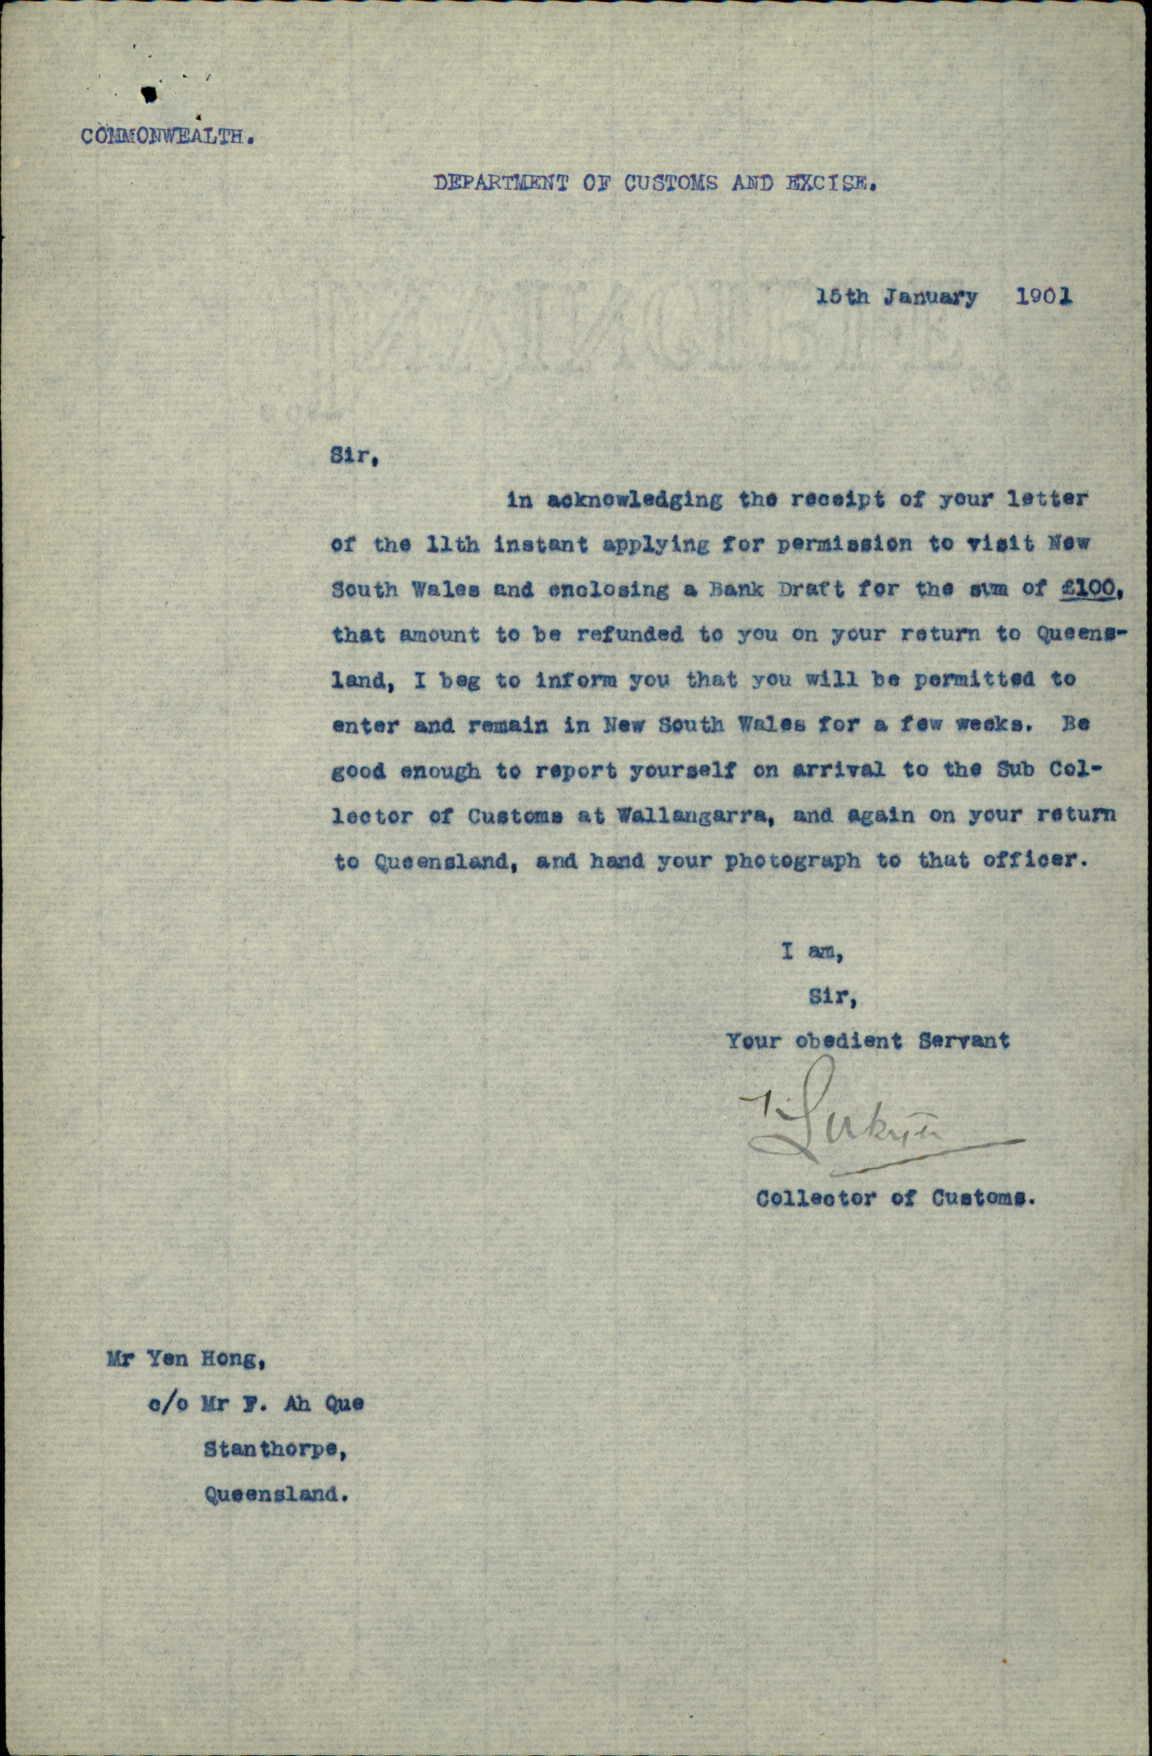 COMMONWEALTH.
DEPARTMENT OF CUSTOMS AND EXCISE.
15th January 1901
Sir,
in acknowledging the receipt of your letter
of the 11th instant applying for permission to visit New
South Wales and enclosing a Bank Draft for the sum of £100,
that amount to be refunded to you on your return to Queens-
land, I beg to inform you that you will be permitted to
enter and remain in New South Wales for a few weeks. Be
good enough to report yourself on arrival to the Sub Col-
lector of Customs at Wallangarra, and again on your return
to Queensland, and hand your photograph to that officer.
I am,
Sir,
Your obedient Servant
Collector of Customs.
Mr Yen Hong,
c/o Mr F. Ah Que
Stanthorpe,
Queensland.